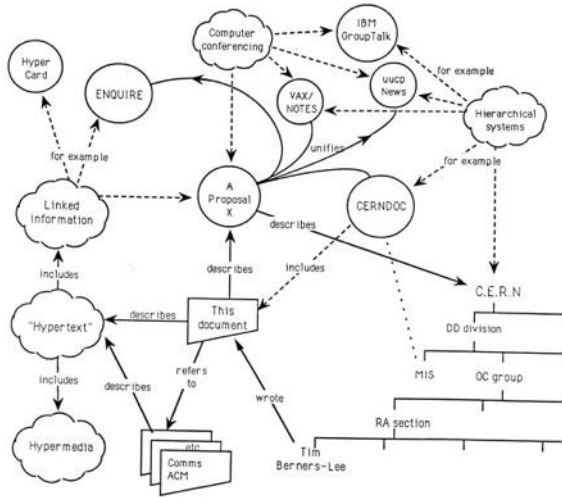 IBM
GroupTalk
Computer
conferencing
Hyper
Card
for example
ENQUIRE
VAX/
NOTES
uucp
News
Hierarchical
systems
unifies
for example
for example
Linked
information
A
Proposal
X
CERNDOC
describes
includes
describes
includes
C.E.R.N
"Hypertext"
describes
This
document
DD division
MIS
OC group
includes
describes
refers
to
wrote
RA section
Hypermedia
etc
Comms
ACM
Tim
Berners-Lee